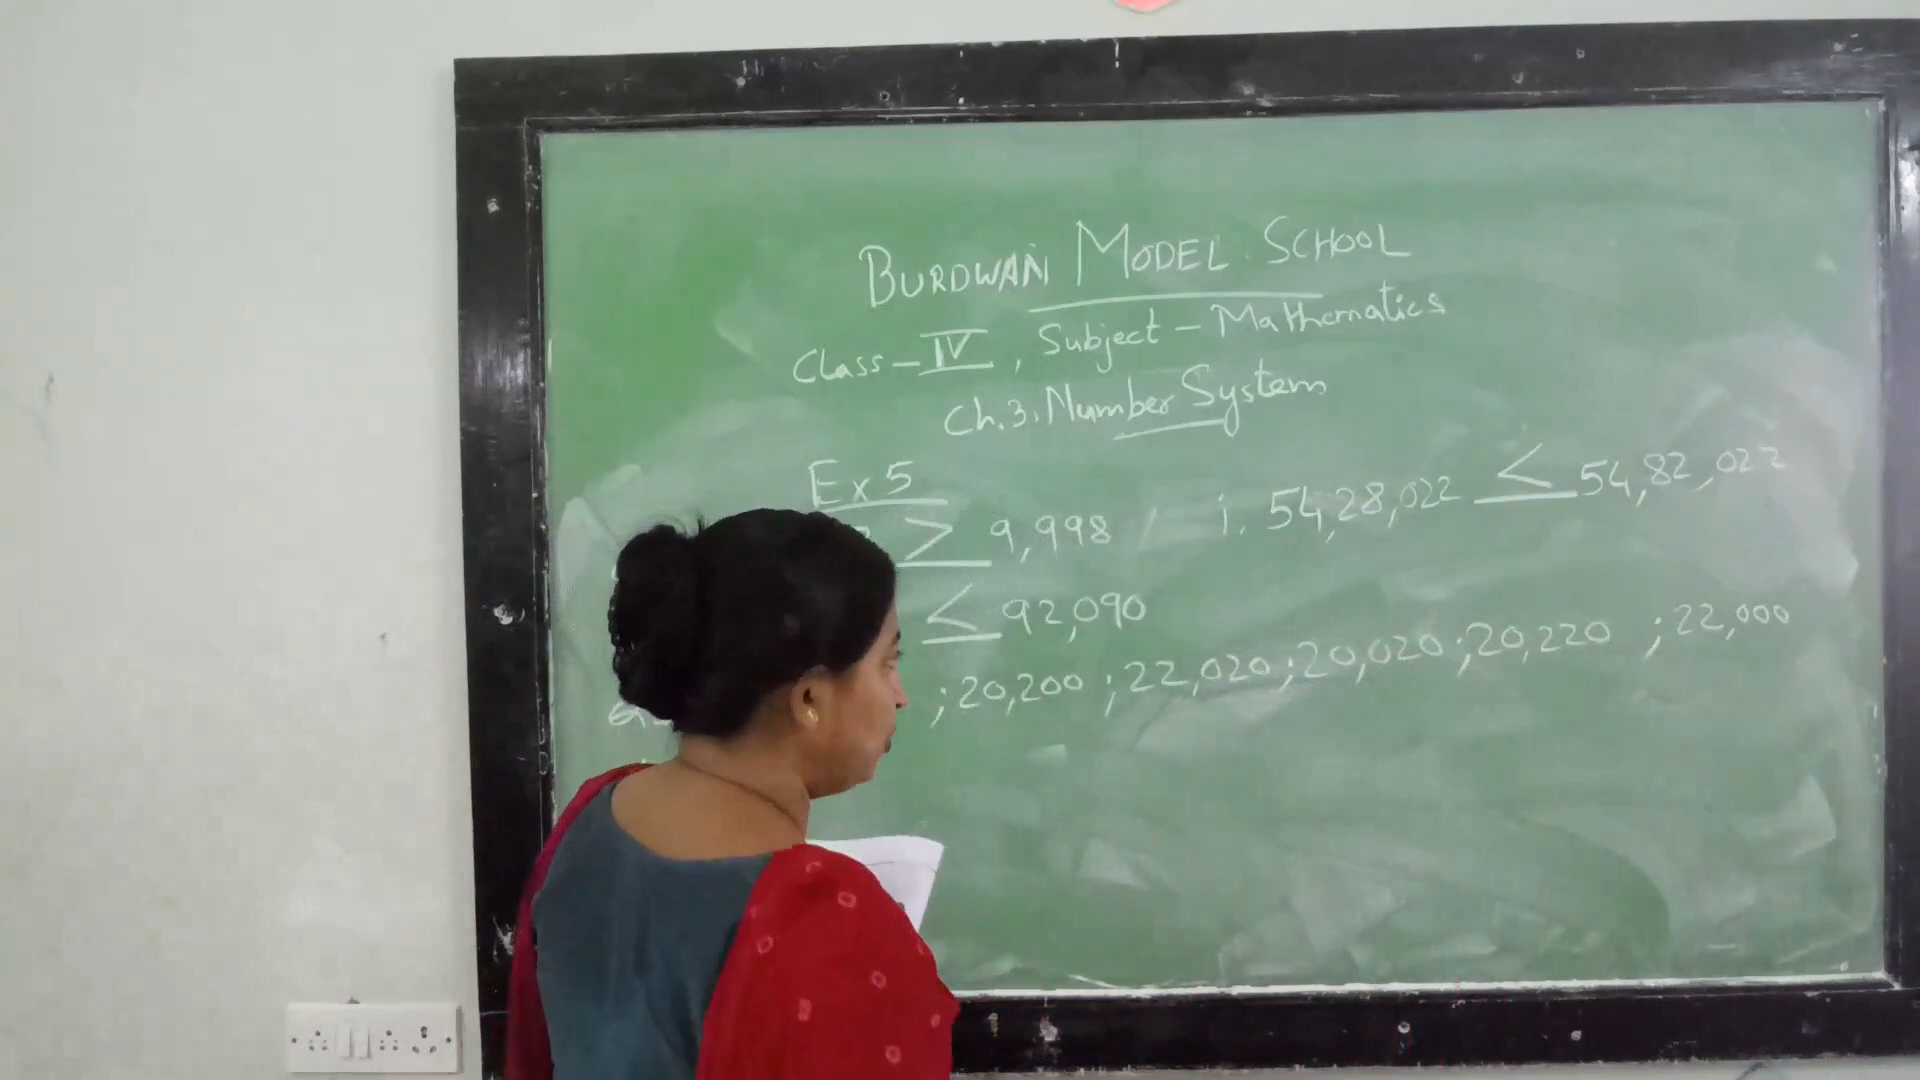 BURDWAN MODEL SCHOOL
Class - IV, Subject - Mathematics
Ch.3. Number System
Ex 5
> 9,998
i. 54,28,022 < 54,82,022
< 92,090
; 20,200 ; 22,020 ; 20,020 ; 20,220 ; 22,000